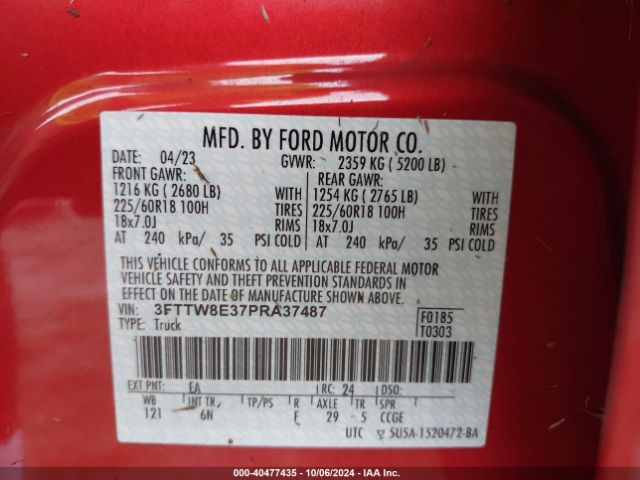 MFD. BY FORD MOTOR CO.
DATE: 04/23 GVWR: 2359 KG ( 5200 LB)
FRONT GAWR: REAR GAWR:
1216 KG ( 2680 LB) WITH 1254 KG ( 2765 LB) WITH
225/60R18 100H TIRES 225/60R18 100H TIRES
18x7.0J RIMS 18x7.0J RIMS
AT 240 kPa/ 35 PSI COLD AT 240 kPa/ 35 PSI COLD
THIS VEHICLE CONFORMS TO ALL APPLICABLE FEDERAL MOTOR
VEHICLE SAFETY AND THEFT PREVENTION STANDARDS IN
EFFECT ON THE DATE OF MANUFACTURE SHOWN ABOVE.
VIN: 3FTTW8E37PRA37487 F0185
TYPE: Truck T0303
EXT PNT: EA RC: 24 DSO:
WB INT TR TP/PS R AXLE TR SPR
121 6N E 29 5 CCGE
UTC 5U5A-1520472-BA
000-40477435 - 10/06/2024 - IAA Inc.